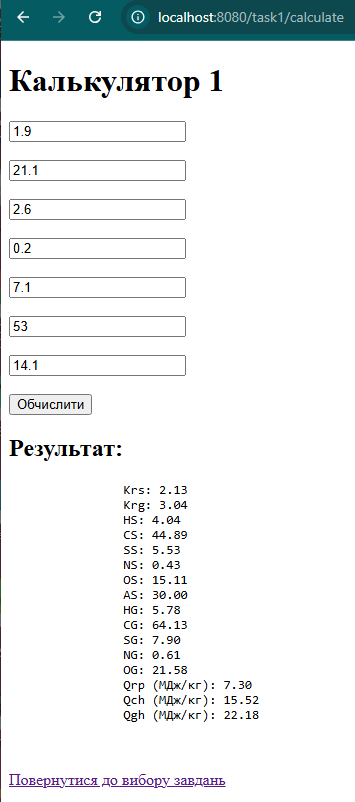 localhost:8080/task1/calculate
Калькулятор 1
1.9
21.1
2.6
0.2
7.1
53
14.1
Обчислити
Результат:
Krs: 2.13
Krg: 3.04
HS: 4.04
CS: 44.89
SS: 5.53
NS: 0.43
OS: 15.11
AS: 30.00
HG: 5.78
CG: 64.13
SG: 7.90
NG: 0.61
OG: 21.58
Qrp (МДж/кг): 7.30
Qch (МДж/кг): 15.52
Qgh (МДж/кг): 22.18
Повернутися до вибору завдань